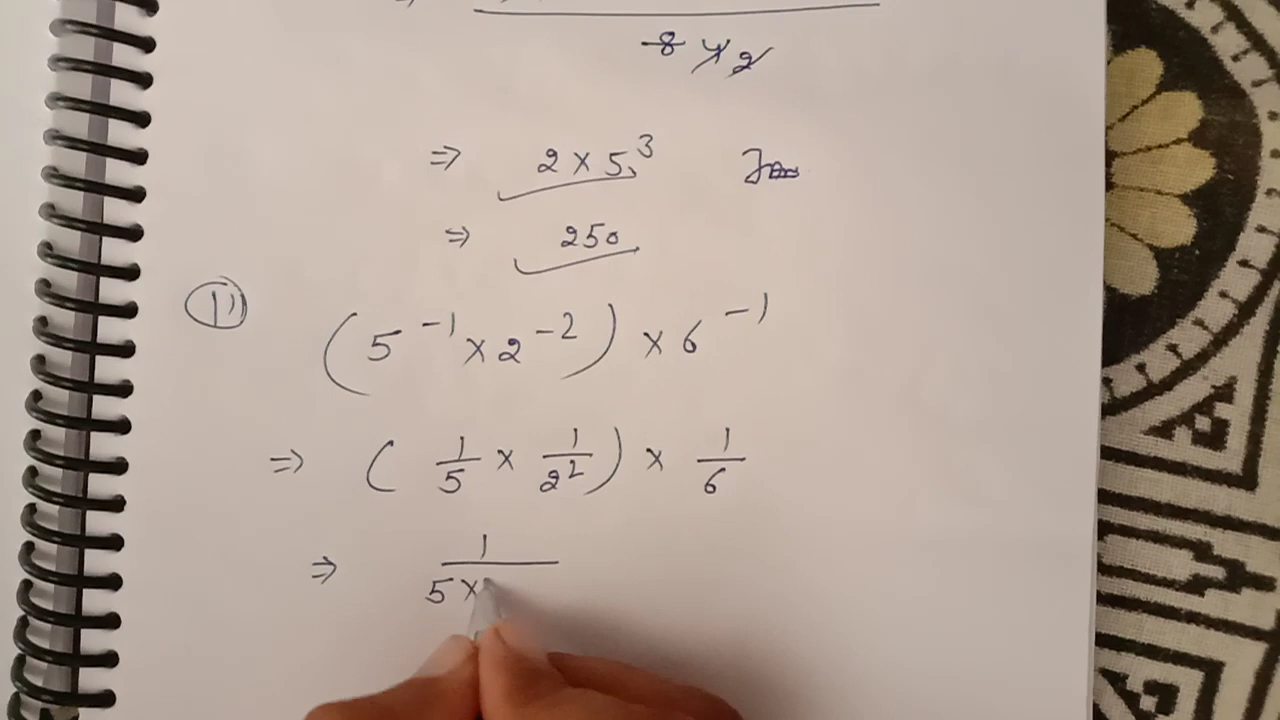 8 × 2
⇒ 2 × 5³
⇒ 250
ii) (5⁻¹ × 2⁻²) × 6⁻¹
⇒ ( 1/5 × 1/2² ) × 1/6
⇒ 1/5×